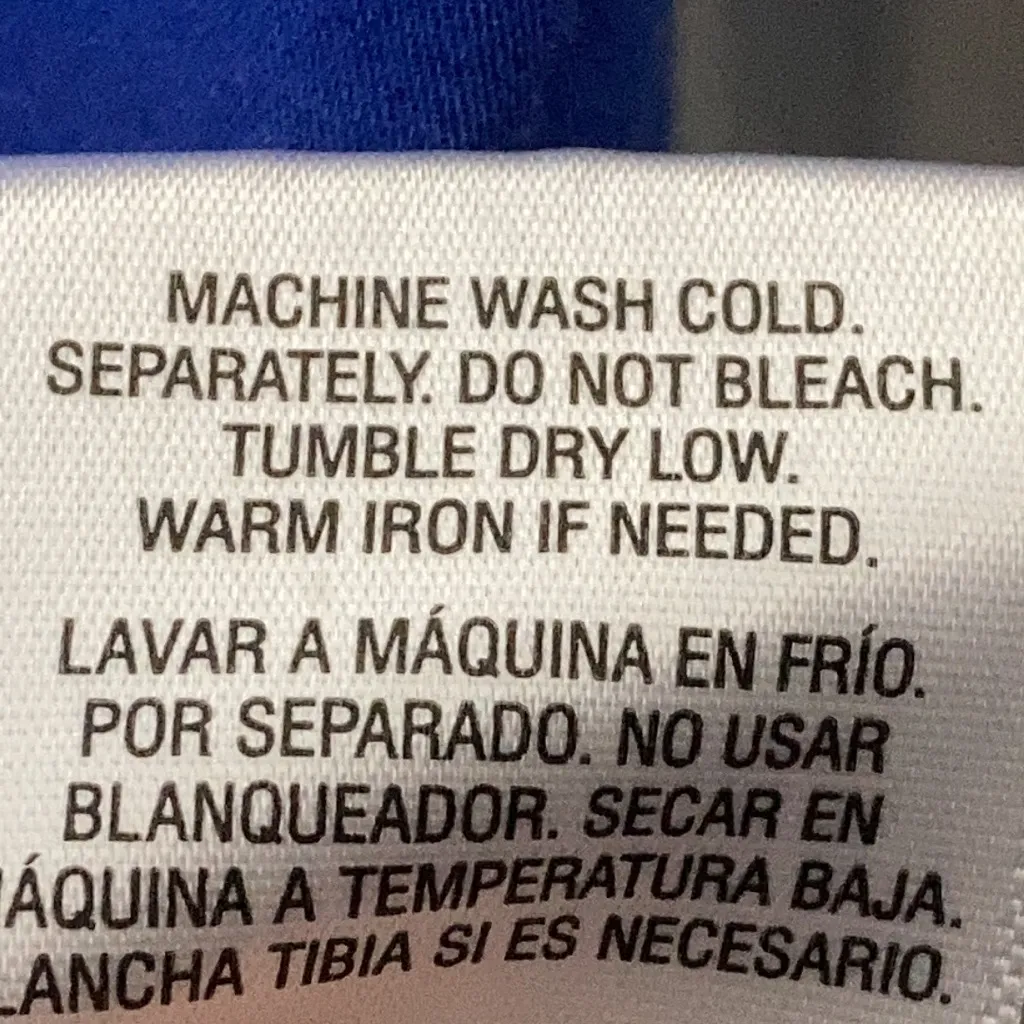 MACHINE WASH COLD.
SEPARATELY. DO NOT BLEACH.
TUMBLE DRY LOW.
WARM IRON IF NEEDED.
LAVAR A MÁQUINA EN FRÍO.
POR SEPARADO. NO USAR
BLANQUEADOR. SECAR EN
ÁQUINA A TEMPERATURA BAJA.
LANCHA TIBIA SI ES NECESARIO.